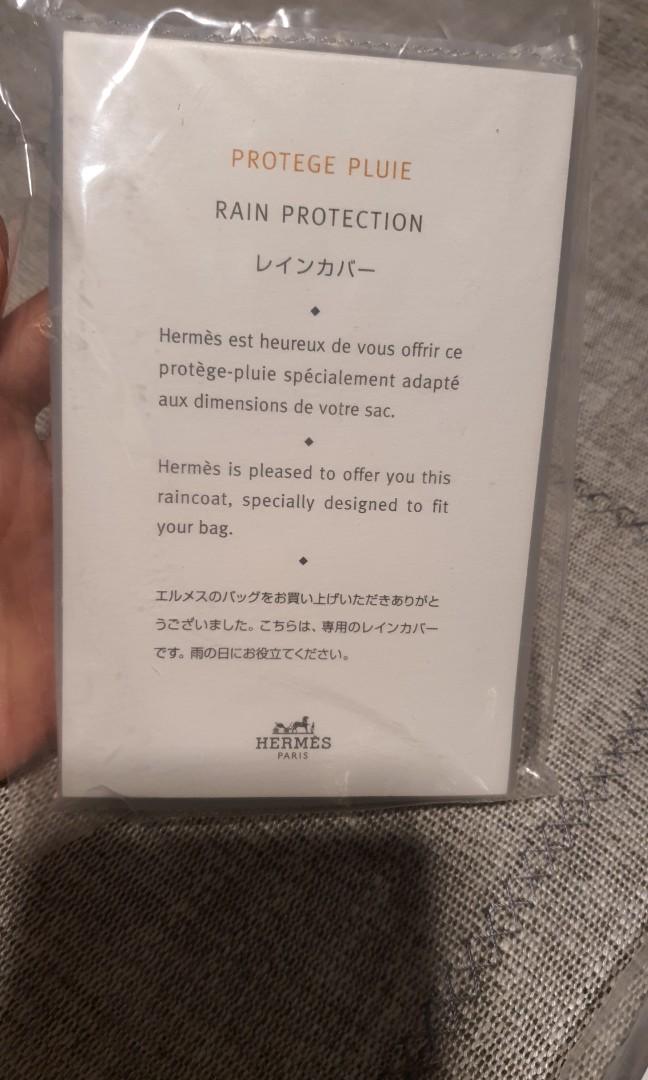 PROTEGE PLUIE
RAIN PROTECTION
レインカバー
Hermès est heureux de vous offrir ce
protège-pluie spécialement adapté
aux dimensions de votre sac.
Hermès is pleased to offer you this
raincoat, specially designed to fit
your bag.
エルメスのバッグをお買い上げいただきありがと
うございました。こちらは、専用のレインカバー
です。雨の日にお役立てください。
HERMÈS
PARIS